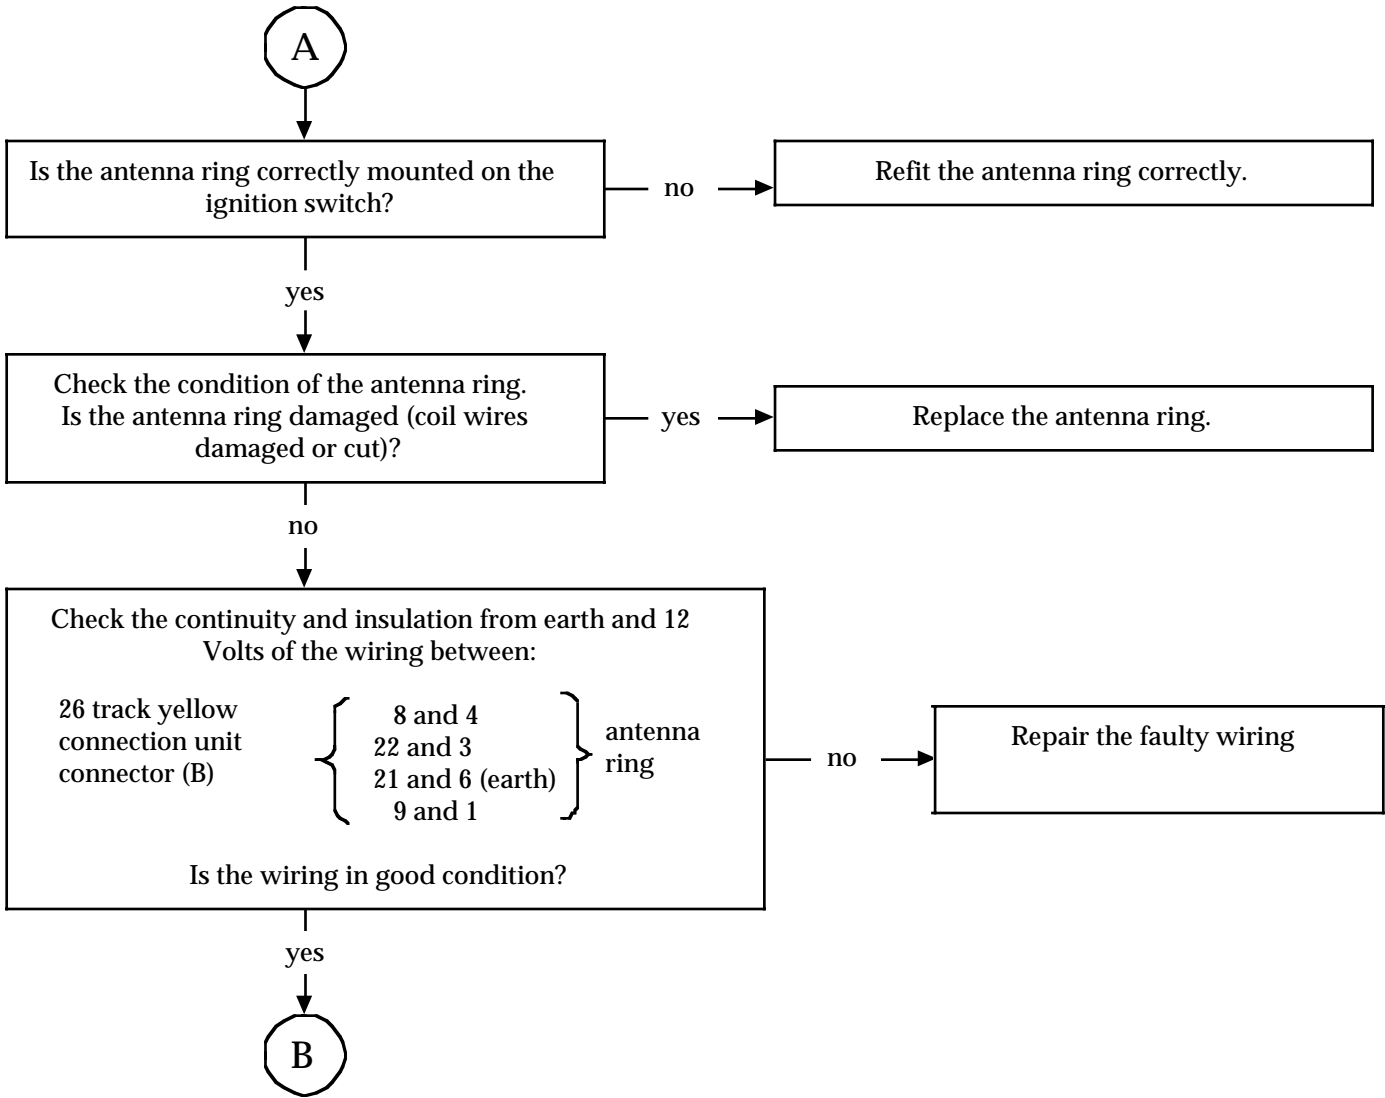 A
Is the antenna ring correctly mounted on the
ignition switch?
no
Refit the antenna ring correctly.
yes
Check the condition of the antenna ring.
Is the antenna ring damaged (coil wires
damaged or cut)?
yes
Replace the antenna ring.
no
Check the continuity and insulation from earth and 12
Volts of the wiring between:
26 track yellow
connection unit
connector (B)
8 and 4
22 and 3
21 and 6 (earth)
9 and 1
antenna
ring
Is the wiring in good condition?
no
Repair the faulty wiring
yes
B